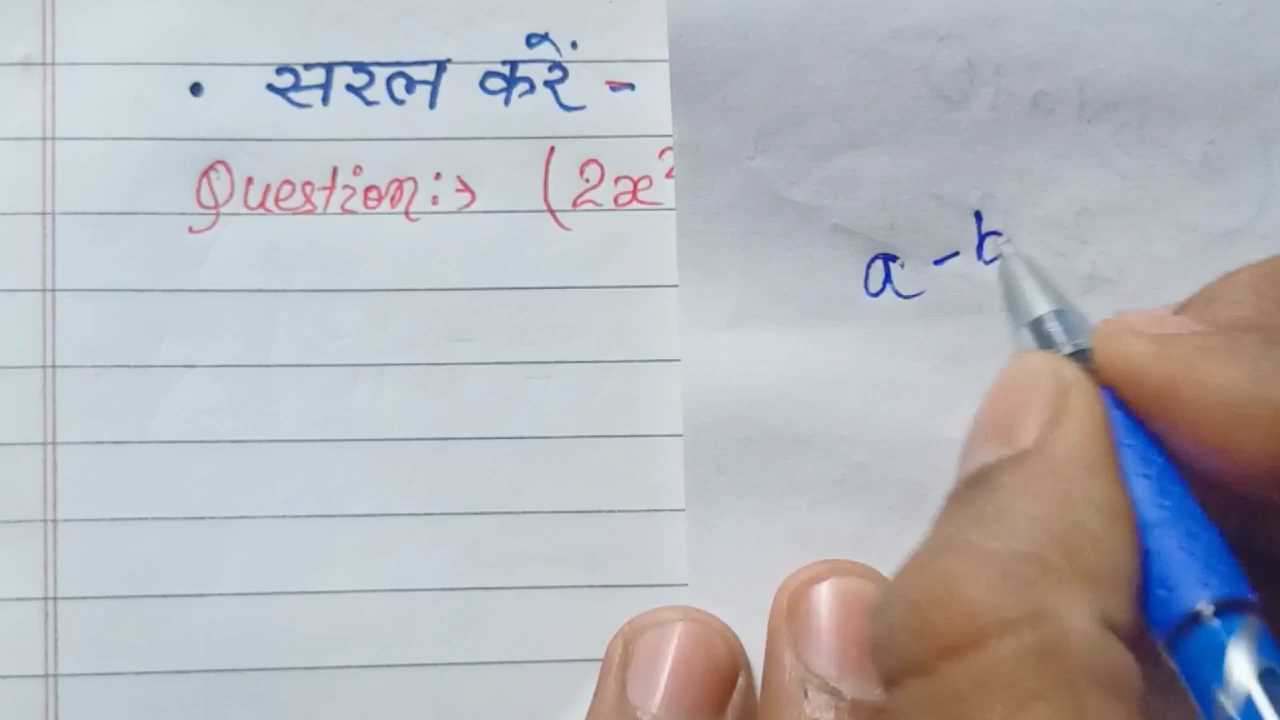 • सरल करें -
Question:→ (2x²
a - b